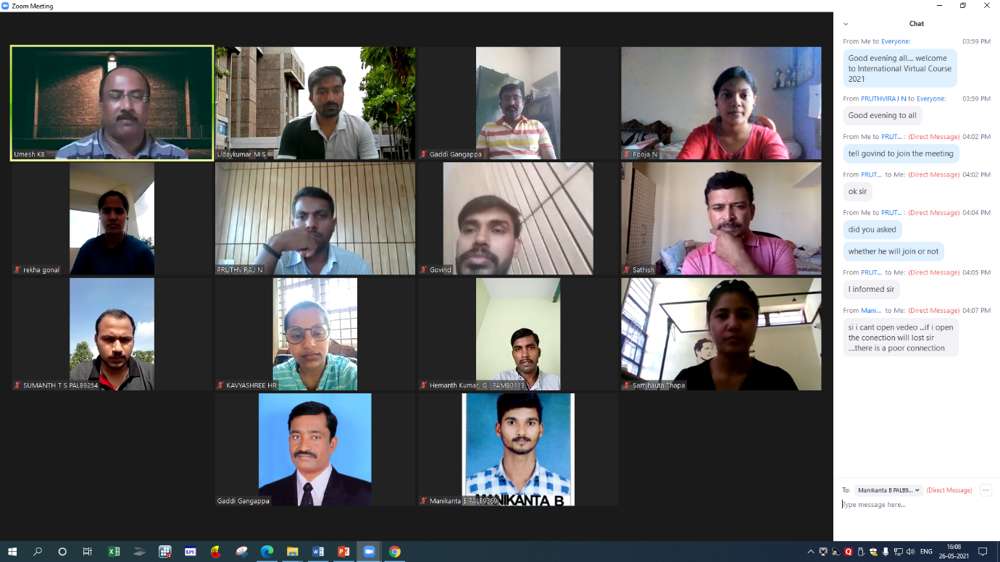 Zoom Meeting
Umesh KB
Udaykumar M S
Gaddi Gangappa
Pooja N
rekha gonal
PRUTHVIRAJ N
Govind
Sathish
SUMANTH T S PALB9254
KAVYASHREE HR
Hemanth Kumar, G., PAMB0113
Samjhauta Thapa
Gaddi Gangappa
Manikanta B PALB9369
MANIKANTA B
Chat
From Me to Everyone: 03:59 PM
Good evening all.... welcome
to International Virtual Course
2021
From PRUTHVIRAJ N to Everyone: 03:59 PM
Good evening to all
From Me to PRUT... : (Direct Message) 04:02 PM
tell govind to join the meeting
From PRUT... to Me: (Direct Message) 04:02 PM
ok sir
From Me to PRUT... : (Direct Message) 04:04 PM
did you asked
whether he will join or not
From PRUT... to Me: (Direct Message) 04:05 PM
I informed sir
From Mani... to Me: (Direct Message) 04:07 PM
si i cant open vedeo ...if i open
the conection will lost sir
....there is a poor connection
To: Manikanta B PALB9... (Direct Message)
Type message here...
LPS
ENG
16:08
26-05-2021